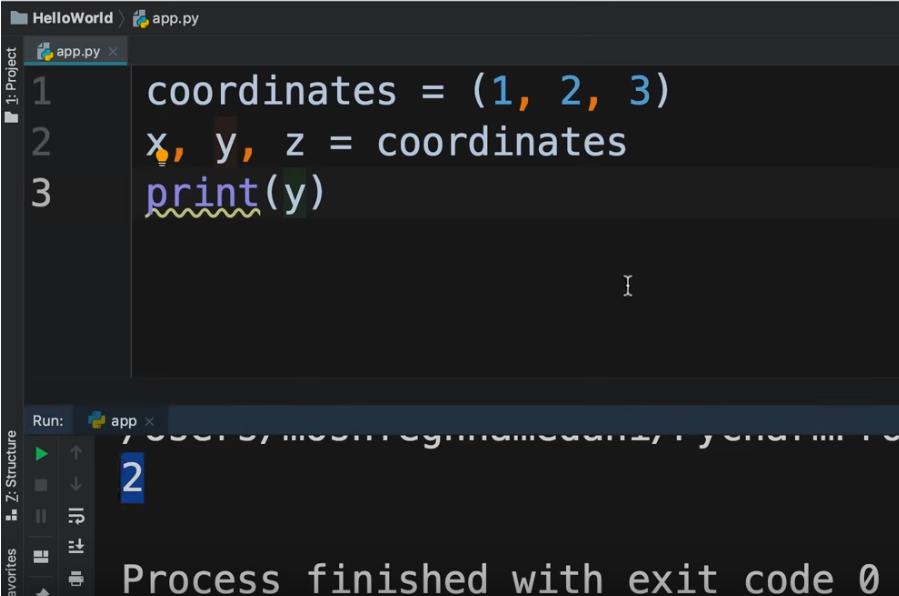 HelloWorld app.py
app.py
1: Project
1 coordinates = (1, 2, 3)
2 x, y, z = coordinates
3 print(y)
Run: app
2
Process finished with exit code 0
Z: Structure